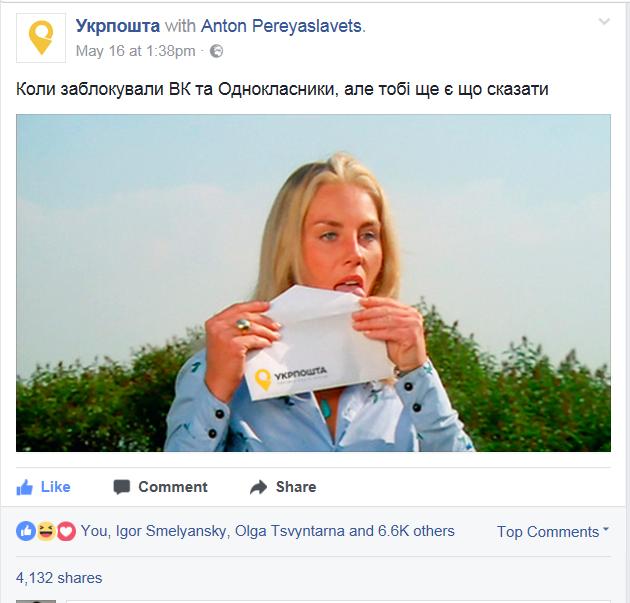 Укрпошта with Anton Pereyaslavets.
May 16 at 1:38pm ·
Коли заблокували ВК та Однокласники, але тобі ще є що сказати
УКРПОШТА
Like Comment Share
You, Igor Smelyansky, Olga Tsvyntarna and 6.6K others Top Comments
4,132 shares